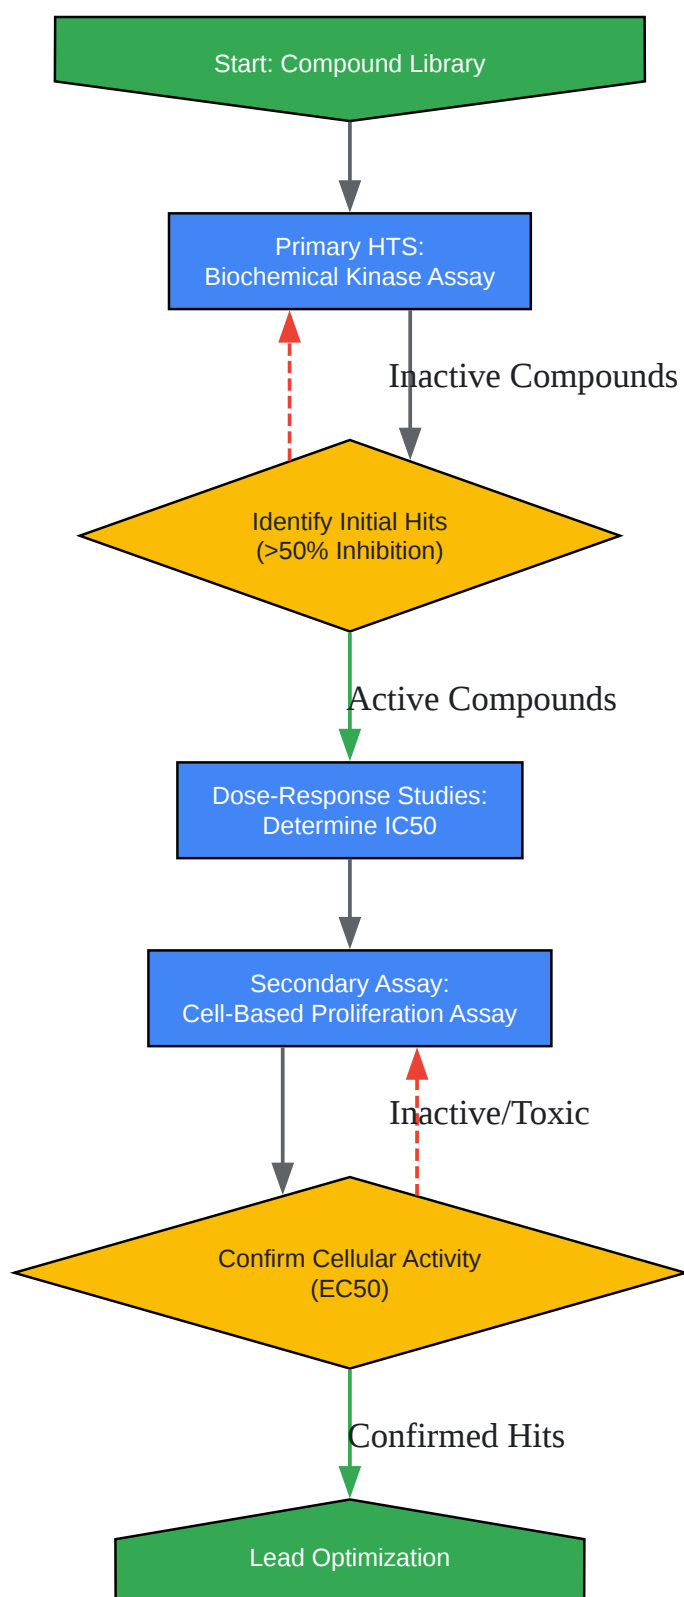 Start: Compound Library
Primary HTS:
Biochemical Kinase Assay
Inactive Compounds
Identify Initial Hits
(>50% Inhibition)
Active Compounds
Dose-Response Studies:
Determine IC50
Secondary Assay:
Cell-Based Proliferation Assay
Inactive/Toxic
Confirm Cellular Activity
(EC50)
Confirmed Hits
Lead Optimization